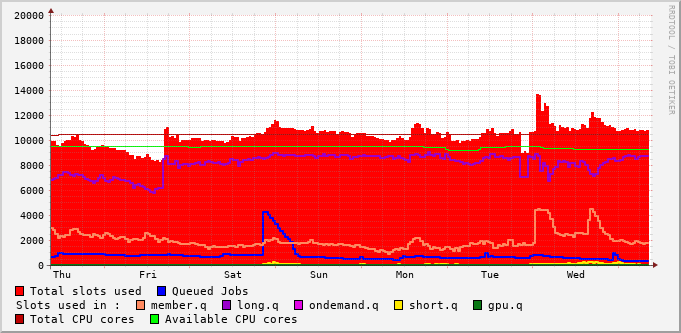 20000
18000
16000
14000
12000
10000
8000
6000
4000
2000
0
Thu Fri Sat Sun Mon Tue Wed
Total slots used Queued Jobs
Slots used in : member.q long.q ondemand.q short.q gpu.q
Total CPU cores Available CPU cores
RRDTOOL / TOBI OETIKER